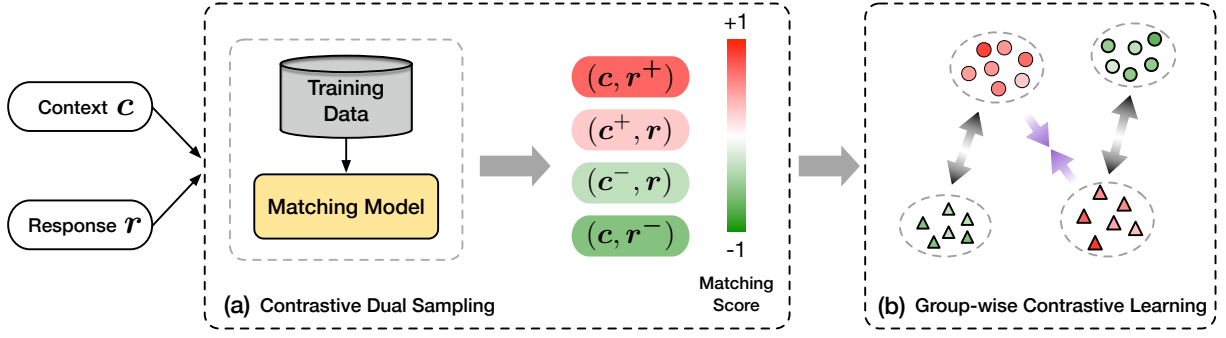 Context c
Response r
Training
Data
Matching Model
(c, r⁺)
(c⁺, r)
(c⁻, r)
(c, r⁻)
+1
-1
Matching
Score
(a) Contrastive Dual Sampling
(b) Group-wise Contrastive Learning